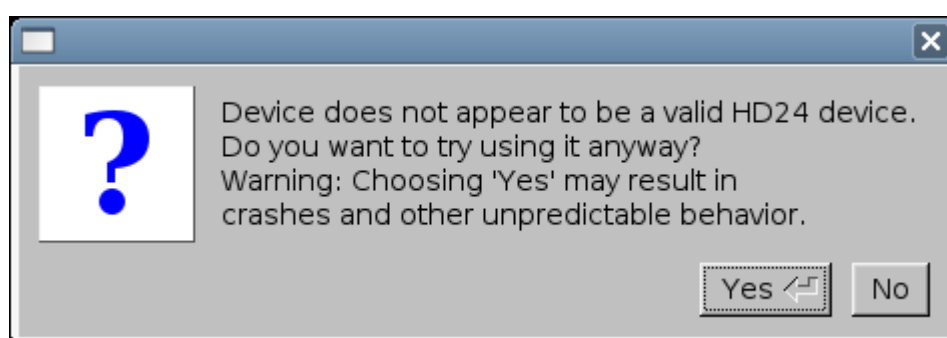 ?
Device does not appear to be a valid HD24 device.
Do you want to try using it anyway?
Warning: Choosing 'Yes' may result in
crashes and other unpredictable behavior.
Yes No